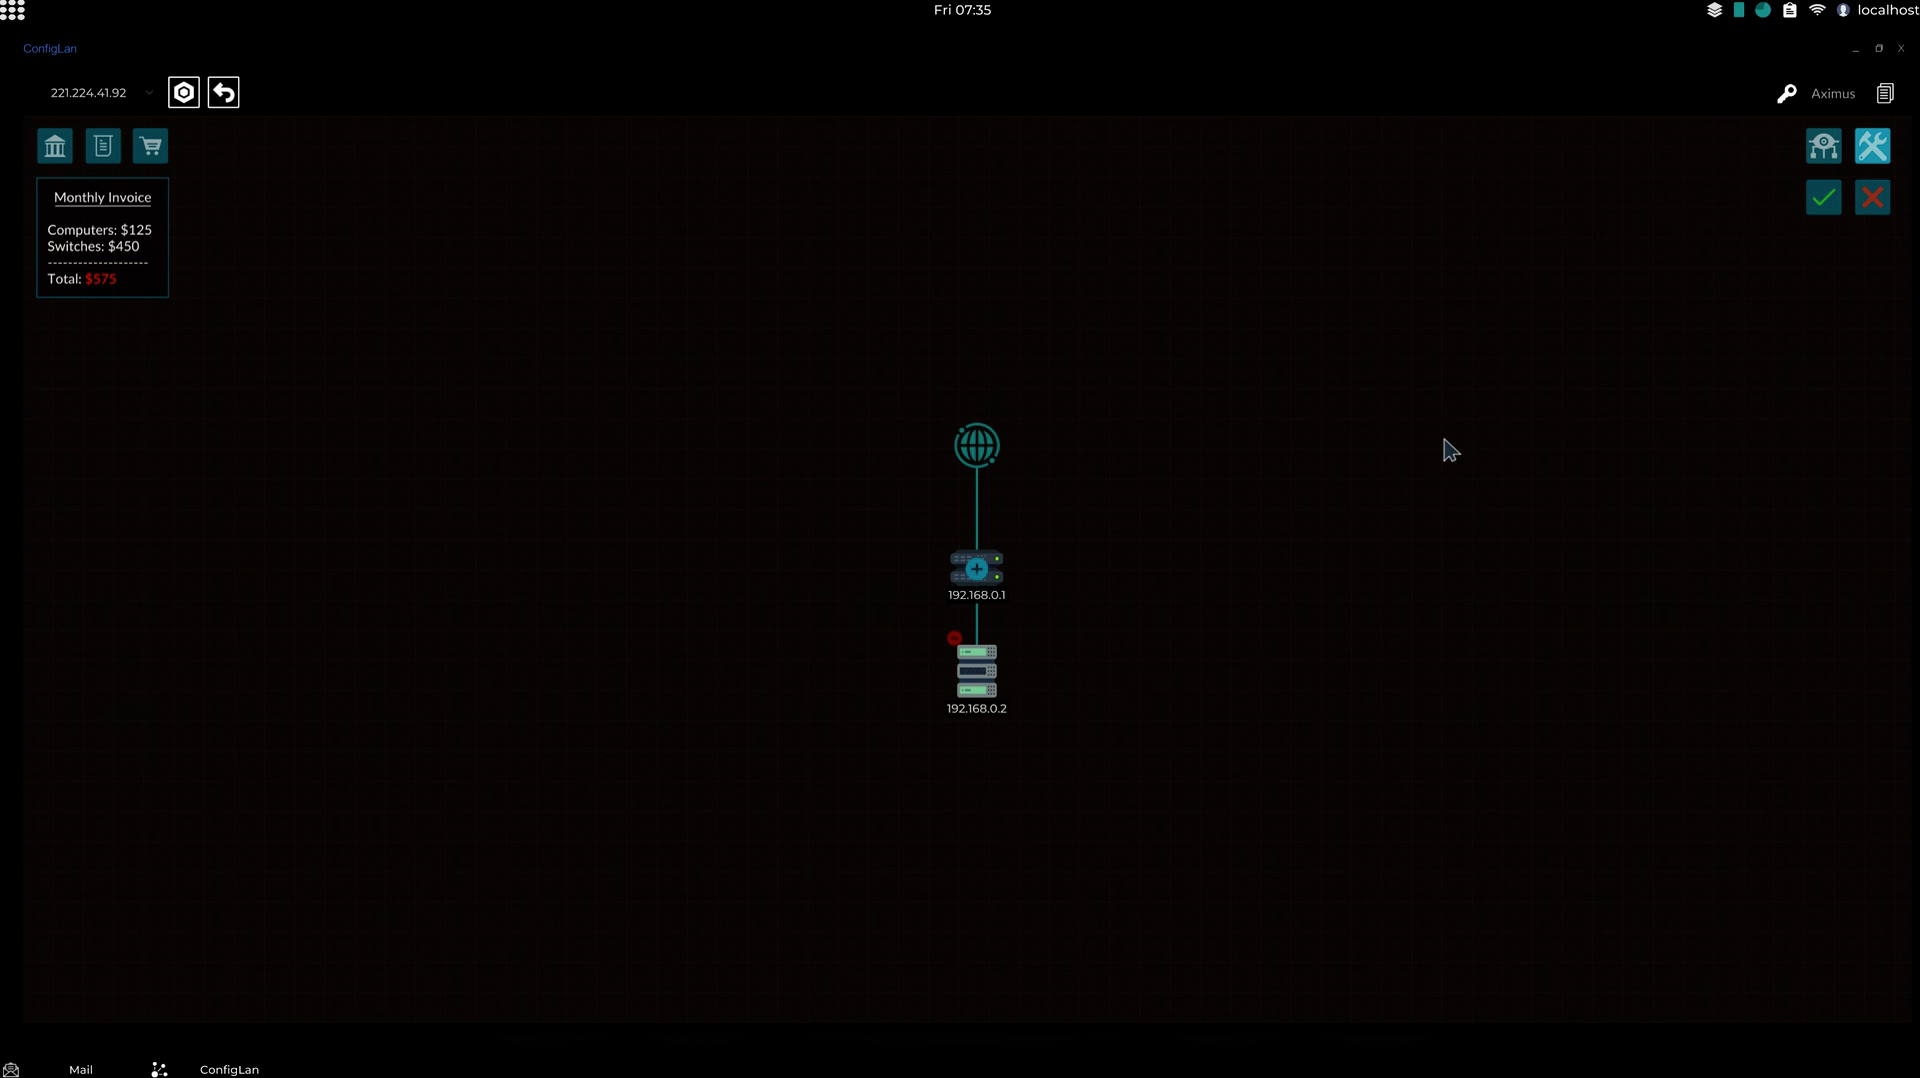 Fri 07:35
localhost
ConfigLan
221.224.41.92
Aximus
Monthly Invoice
Computers: $125
Switches: $450
--------------------
Total: $575
192.168.0.1
192.168.0.2
Mail
ConfigLan